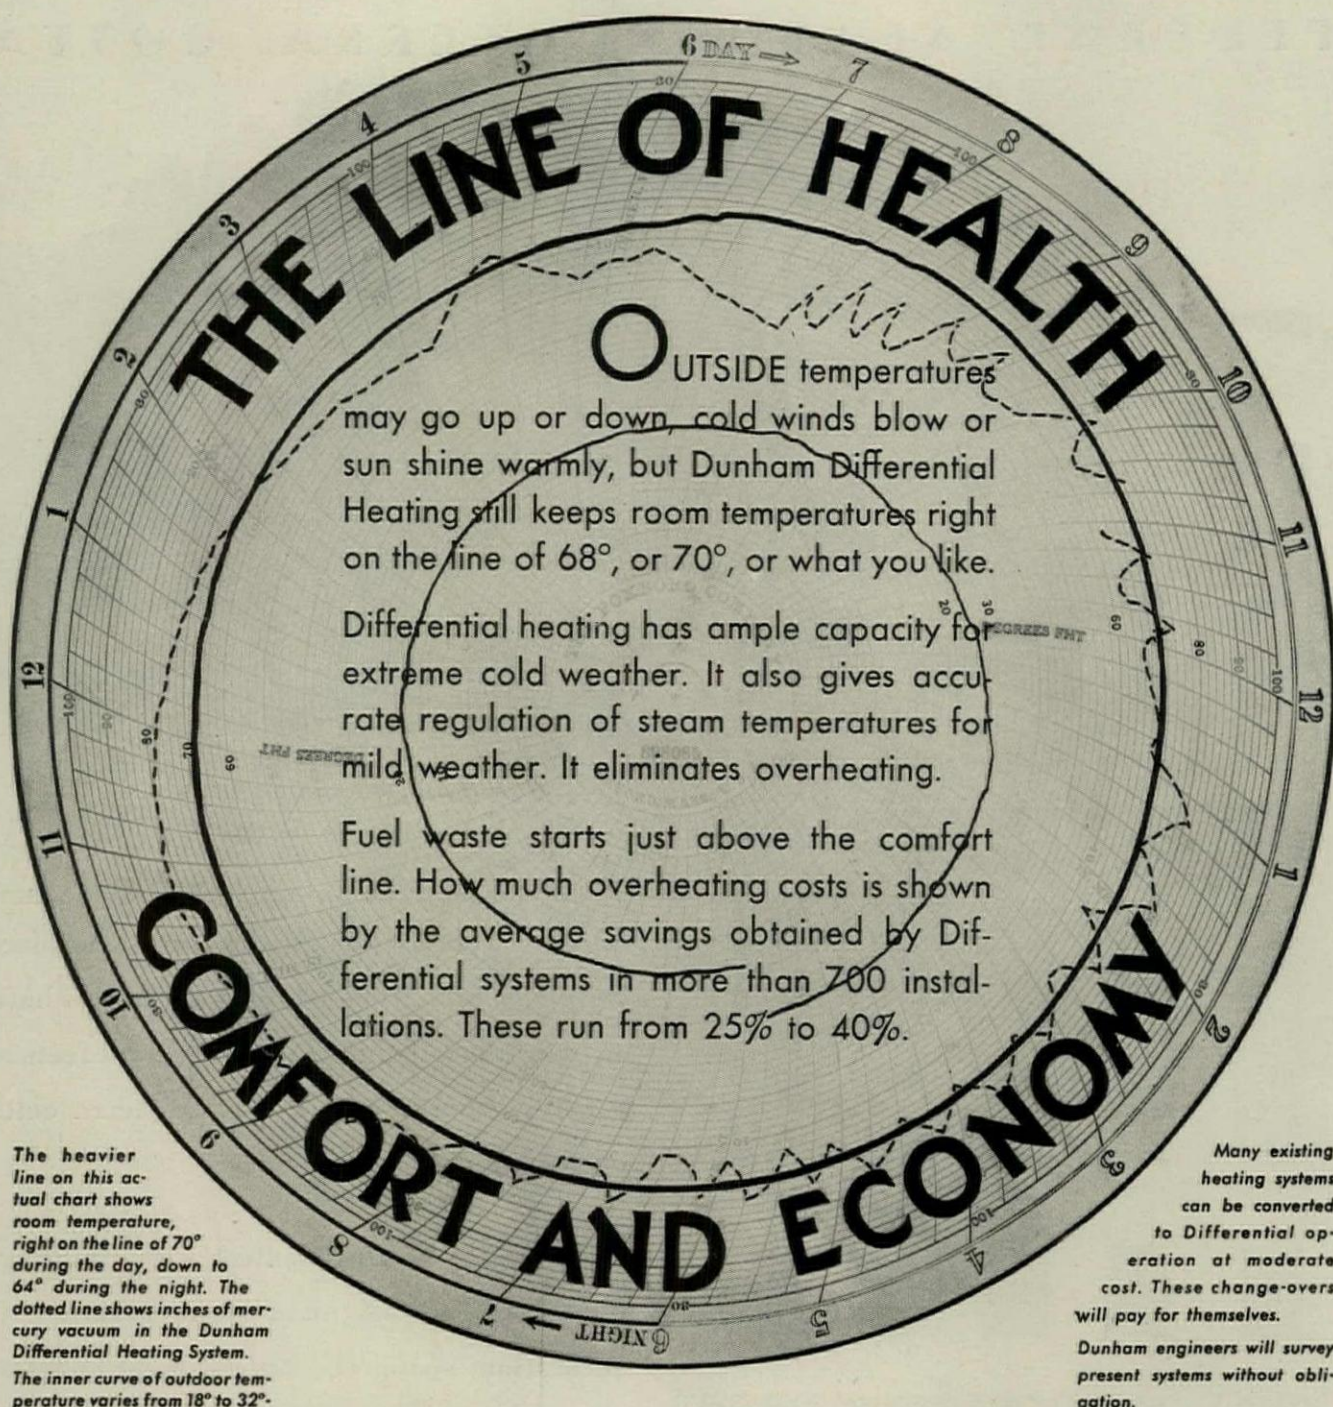 THE LINE OF HEALTH
OUTSIDE temperatures
may go up or down, cold winds blow or
sun shine warmly, but Dunham Differential
Heating still keeps room temperatures right
on the line of 68°, or 70°, or what you like.
Differential heating has ample capacity for
extreme cold weather. It also gives accu-
rate regulation of steam temperatures for
mild weather. It eliminates overheating.
Fuel waste starts just above the comfort
line. How much overheating costs is shown
by the average savings obtained by Dif-
ferential systems in more than 700 instal-
lations. These run from 25% to 40%.
COMFORT AND ECONOMY
6 DAY → 7 8 9 10 11 12 1 2 3 4 5
6 NIGHT → 7 8 9 10 11 12 1 2 3 4 5
DEGREES FHT
DEGREES FHT
The heavier
line on this ac-
tual chart shows
room temperature,
right on the line of 70°
during the day, down to
64° during the night. The
dotted line shows inches of mer-
cury vacuum in the Dunham
Differential Heating System.
The inner curve of outdoor tem-
perature varies from 18° to 32°-
Many existing
heating systems
can be converted
to Differential op-
eration at moderate
cost. These change-overs
will pay for themselves.
Dunham engineers will survey
present systems without obli-
gation.